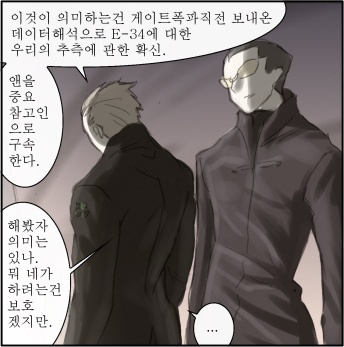 이것이 의미하는건 게이트폭파직전 보내온
데이터해석으로 E-34에 대한
우리의 추측에 관한 확신.
앤을
중요
참고인
으로
구속
한다.
해봤자
의미는
있나.
뭐 네가
하려는건
보호
겠지만.
...